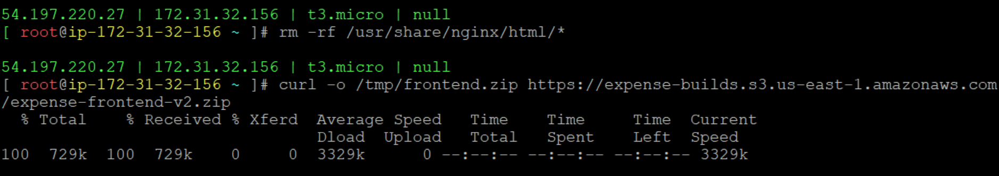 54.197.220.27 | 172.31.32.156 | t3.micro | null
[ root@ip-172-31-32-156 ~ ]# rm -rf /usr/share/nginx/html/*
54.197.220.27 | 172.31.32.156 | t3.micro | null
[ root@ip-172-31-32-156 ~ ]# curl -o /tmp/frontend.zip https://expense-builds.s3.us-east-1.amazonaws.com
/expense-frontend-v2.zip
  % Total    % Received % Xferd  Average Speed   Time    Time     Time  Current
                                 Dload  Upload   Total   Spent    Left  Speed
100  729k  100  729k    0     0  3329k      0 --:--:-- --:--:-- --:--:-- 3329k